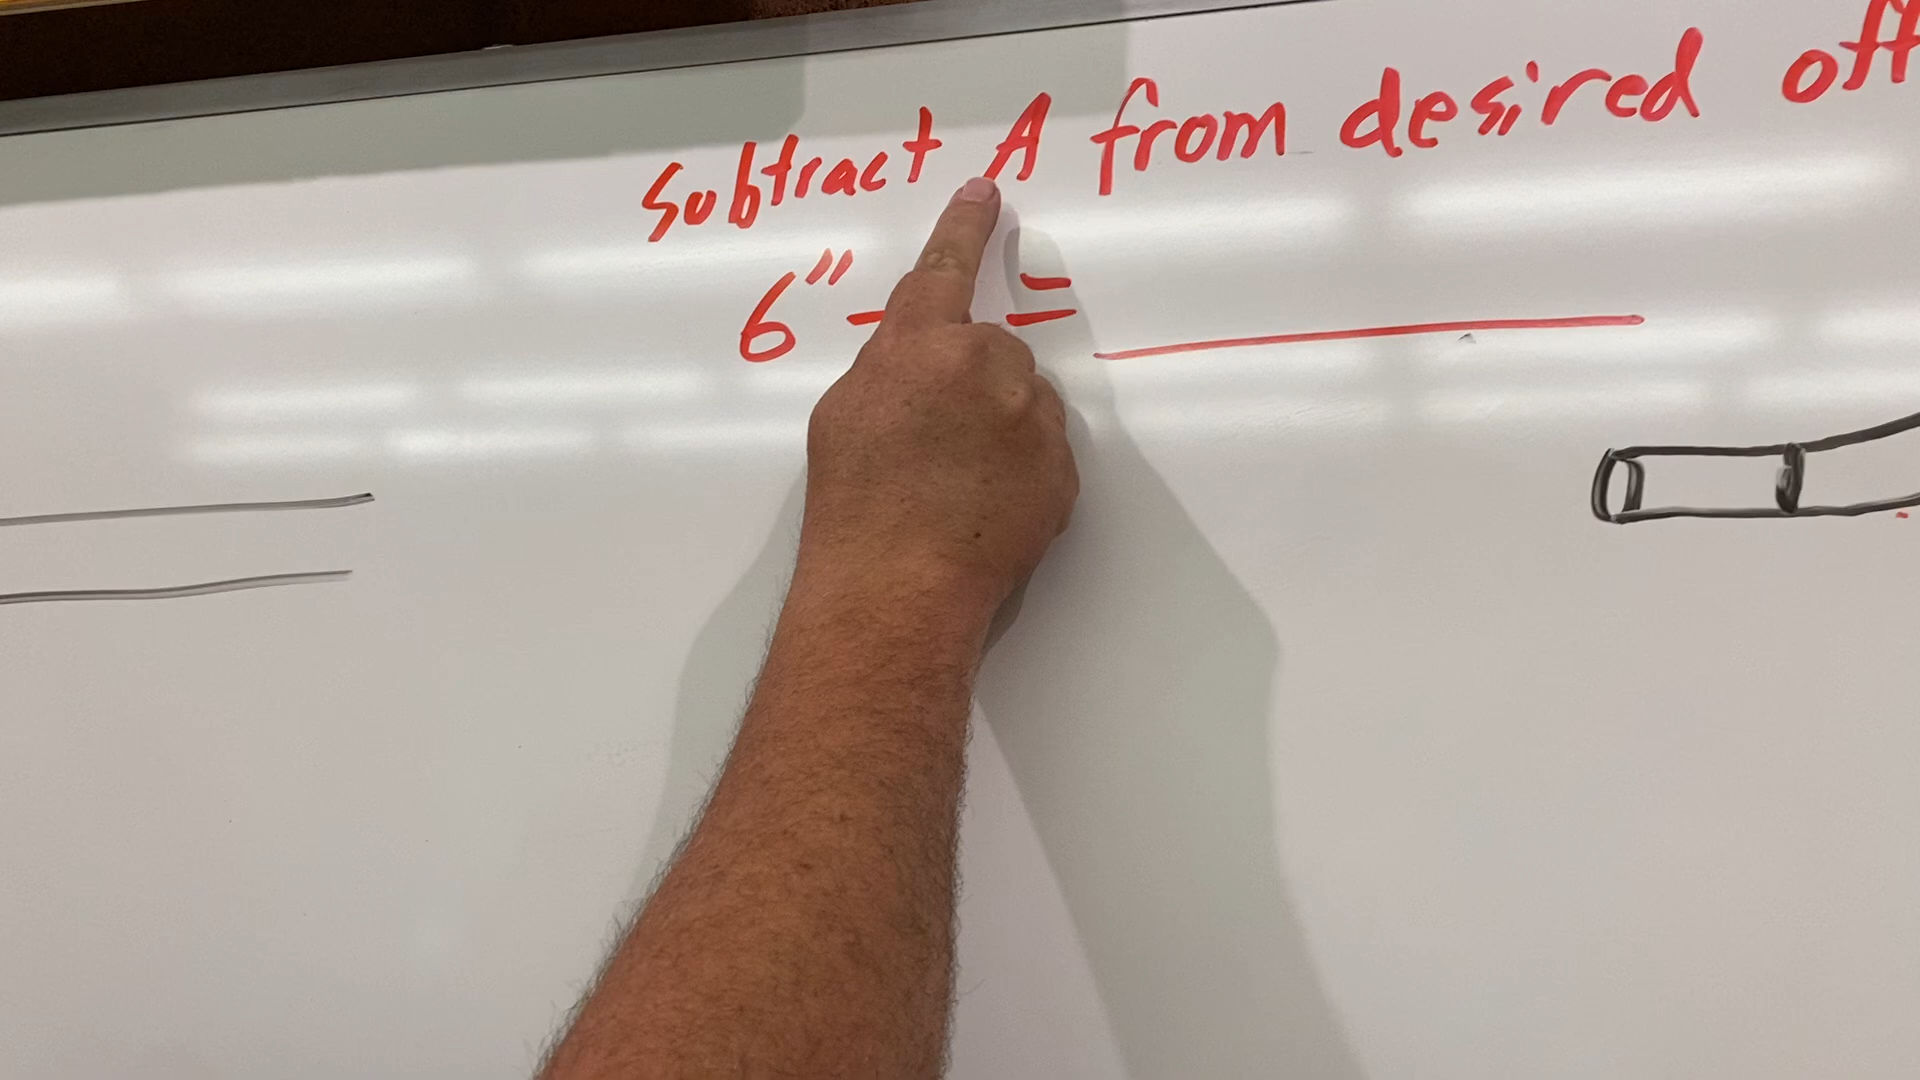 Subtract A from desired off
6" - =